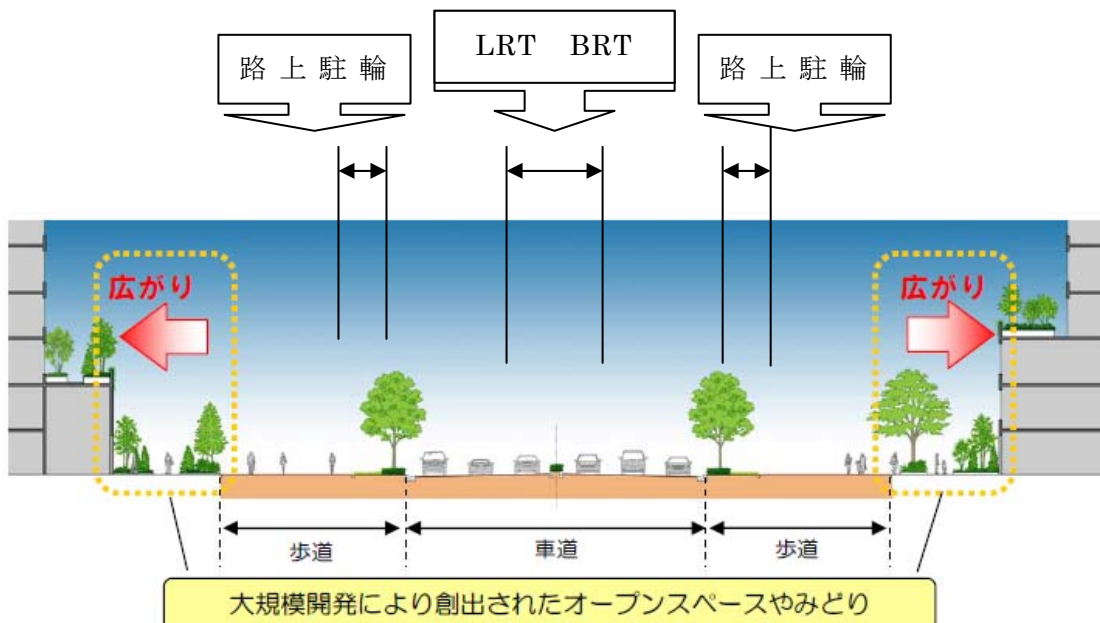 路上駐輪
LRT BRT
路上駐輪
広がり
広がり
歩道
車道
歩道
大規模開発により創出されたオープンスペースやみどり